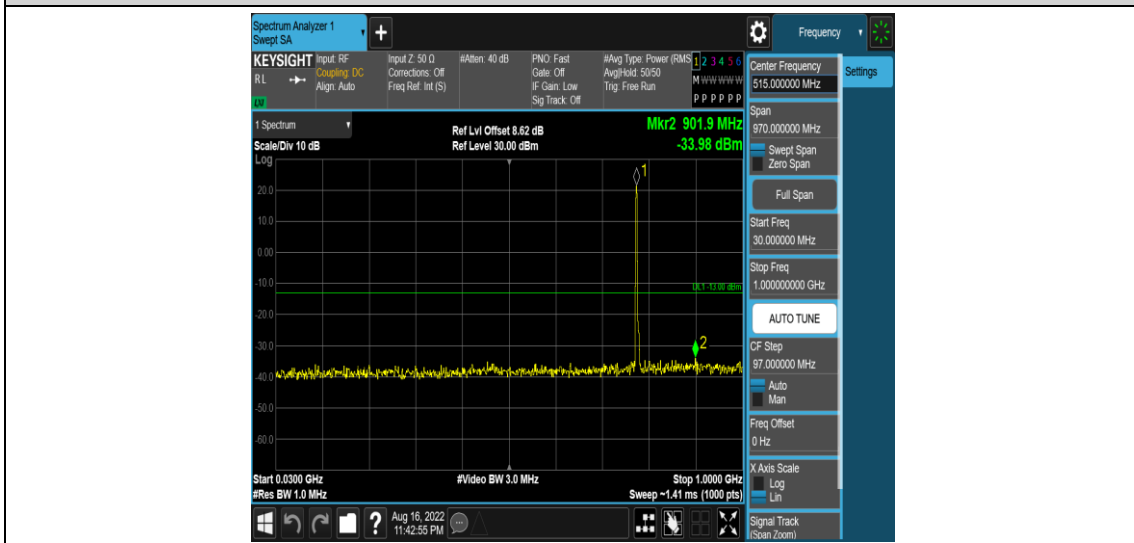 Spectrum Analyzer 1
Swept SA
+
Frequency
KEYSIGHT
RL
Input: RF
Coupling: DC
Align: Auto
Input Z: 50 Ω
Corrections: Off
Freq Ref: Int (S)
#Atten: 40 dB
PNO: Fast
Gate: Off
IF Gain: Low
Sig Track: Off
#Avg Type: Power (RMS
Avg|Hold: 50/50
Trig: Free Run
1 2 3 4 5 6
M W W W W W
P P P P P P
1 Spectrum
Scale/Div 10 dB
Ref Lvl Offset 8.62 dB
Ref Level 30.00 dBm
Mkr2 901.9 MHz
-33.98 dBm
Log
20.0
10.0
0.00
-10.0
-20.0
-30.0
-40.0
-50.0
-60.0
1
DL1 -13.00 dBm
2
Start 0.0300 GHz
#Res BW 1.0 MHz
#Video BW 3.0 MHz
Stop 1.0000 GHz
Sweep ~1.41 ms (1000 pts)
?
Aug 16, 2022
11:42:55 PM
Settings
Center Frequency
515.000000 MHz
Span
970.000000 MHz
Swept Span
Zero Span
Full Span
Start Freq
30.000000 MHz
Stop Freq
1.000000000 GHz
AUTO TUNE
CF Step
97.000000 MHz
Auto
Man
Freq Offset
0 Hz
X Axis Scale
Log
Lin
Signal Track
(Span Zoom)